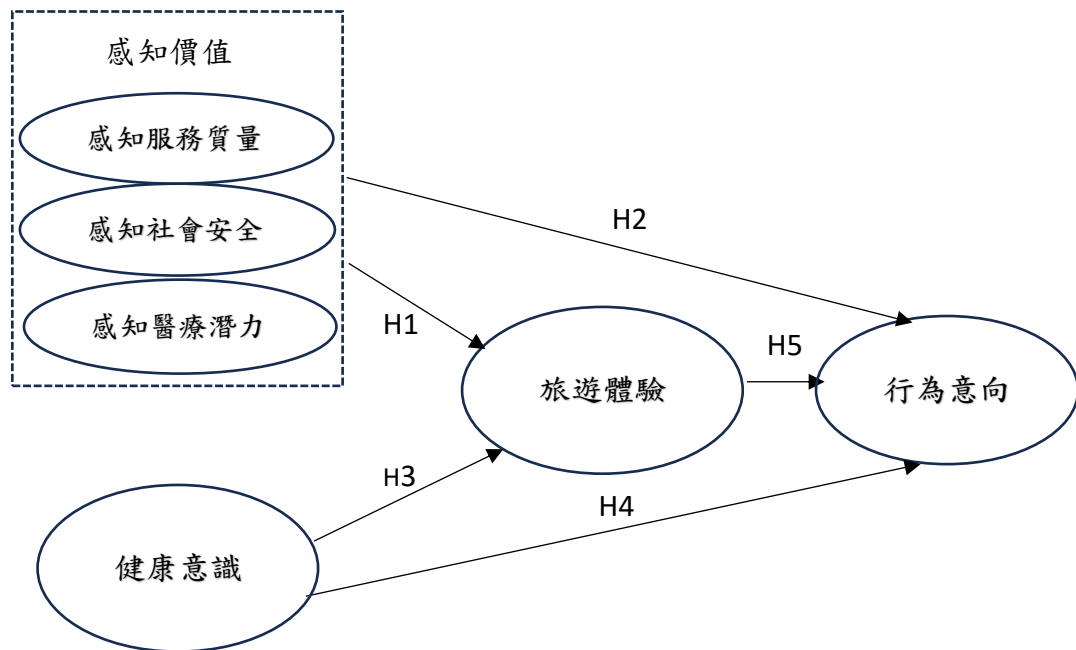 感知價值
感知服務質量
感知社會安全
感知醫療潛力
H2
H1
旅遊體驗
H5
行為意向
H3
H4
健康意識